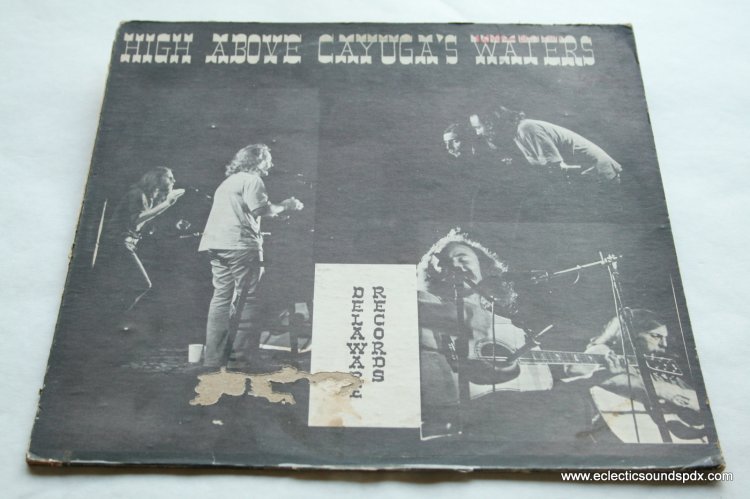 HIGH ABOVE CAYUGA'S WATERS
RECORDS
DELAWARE
www.eclecticsoundspdx.com